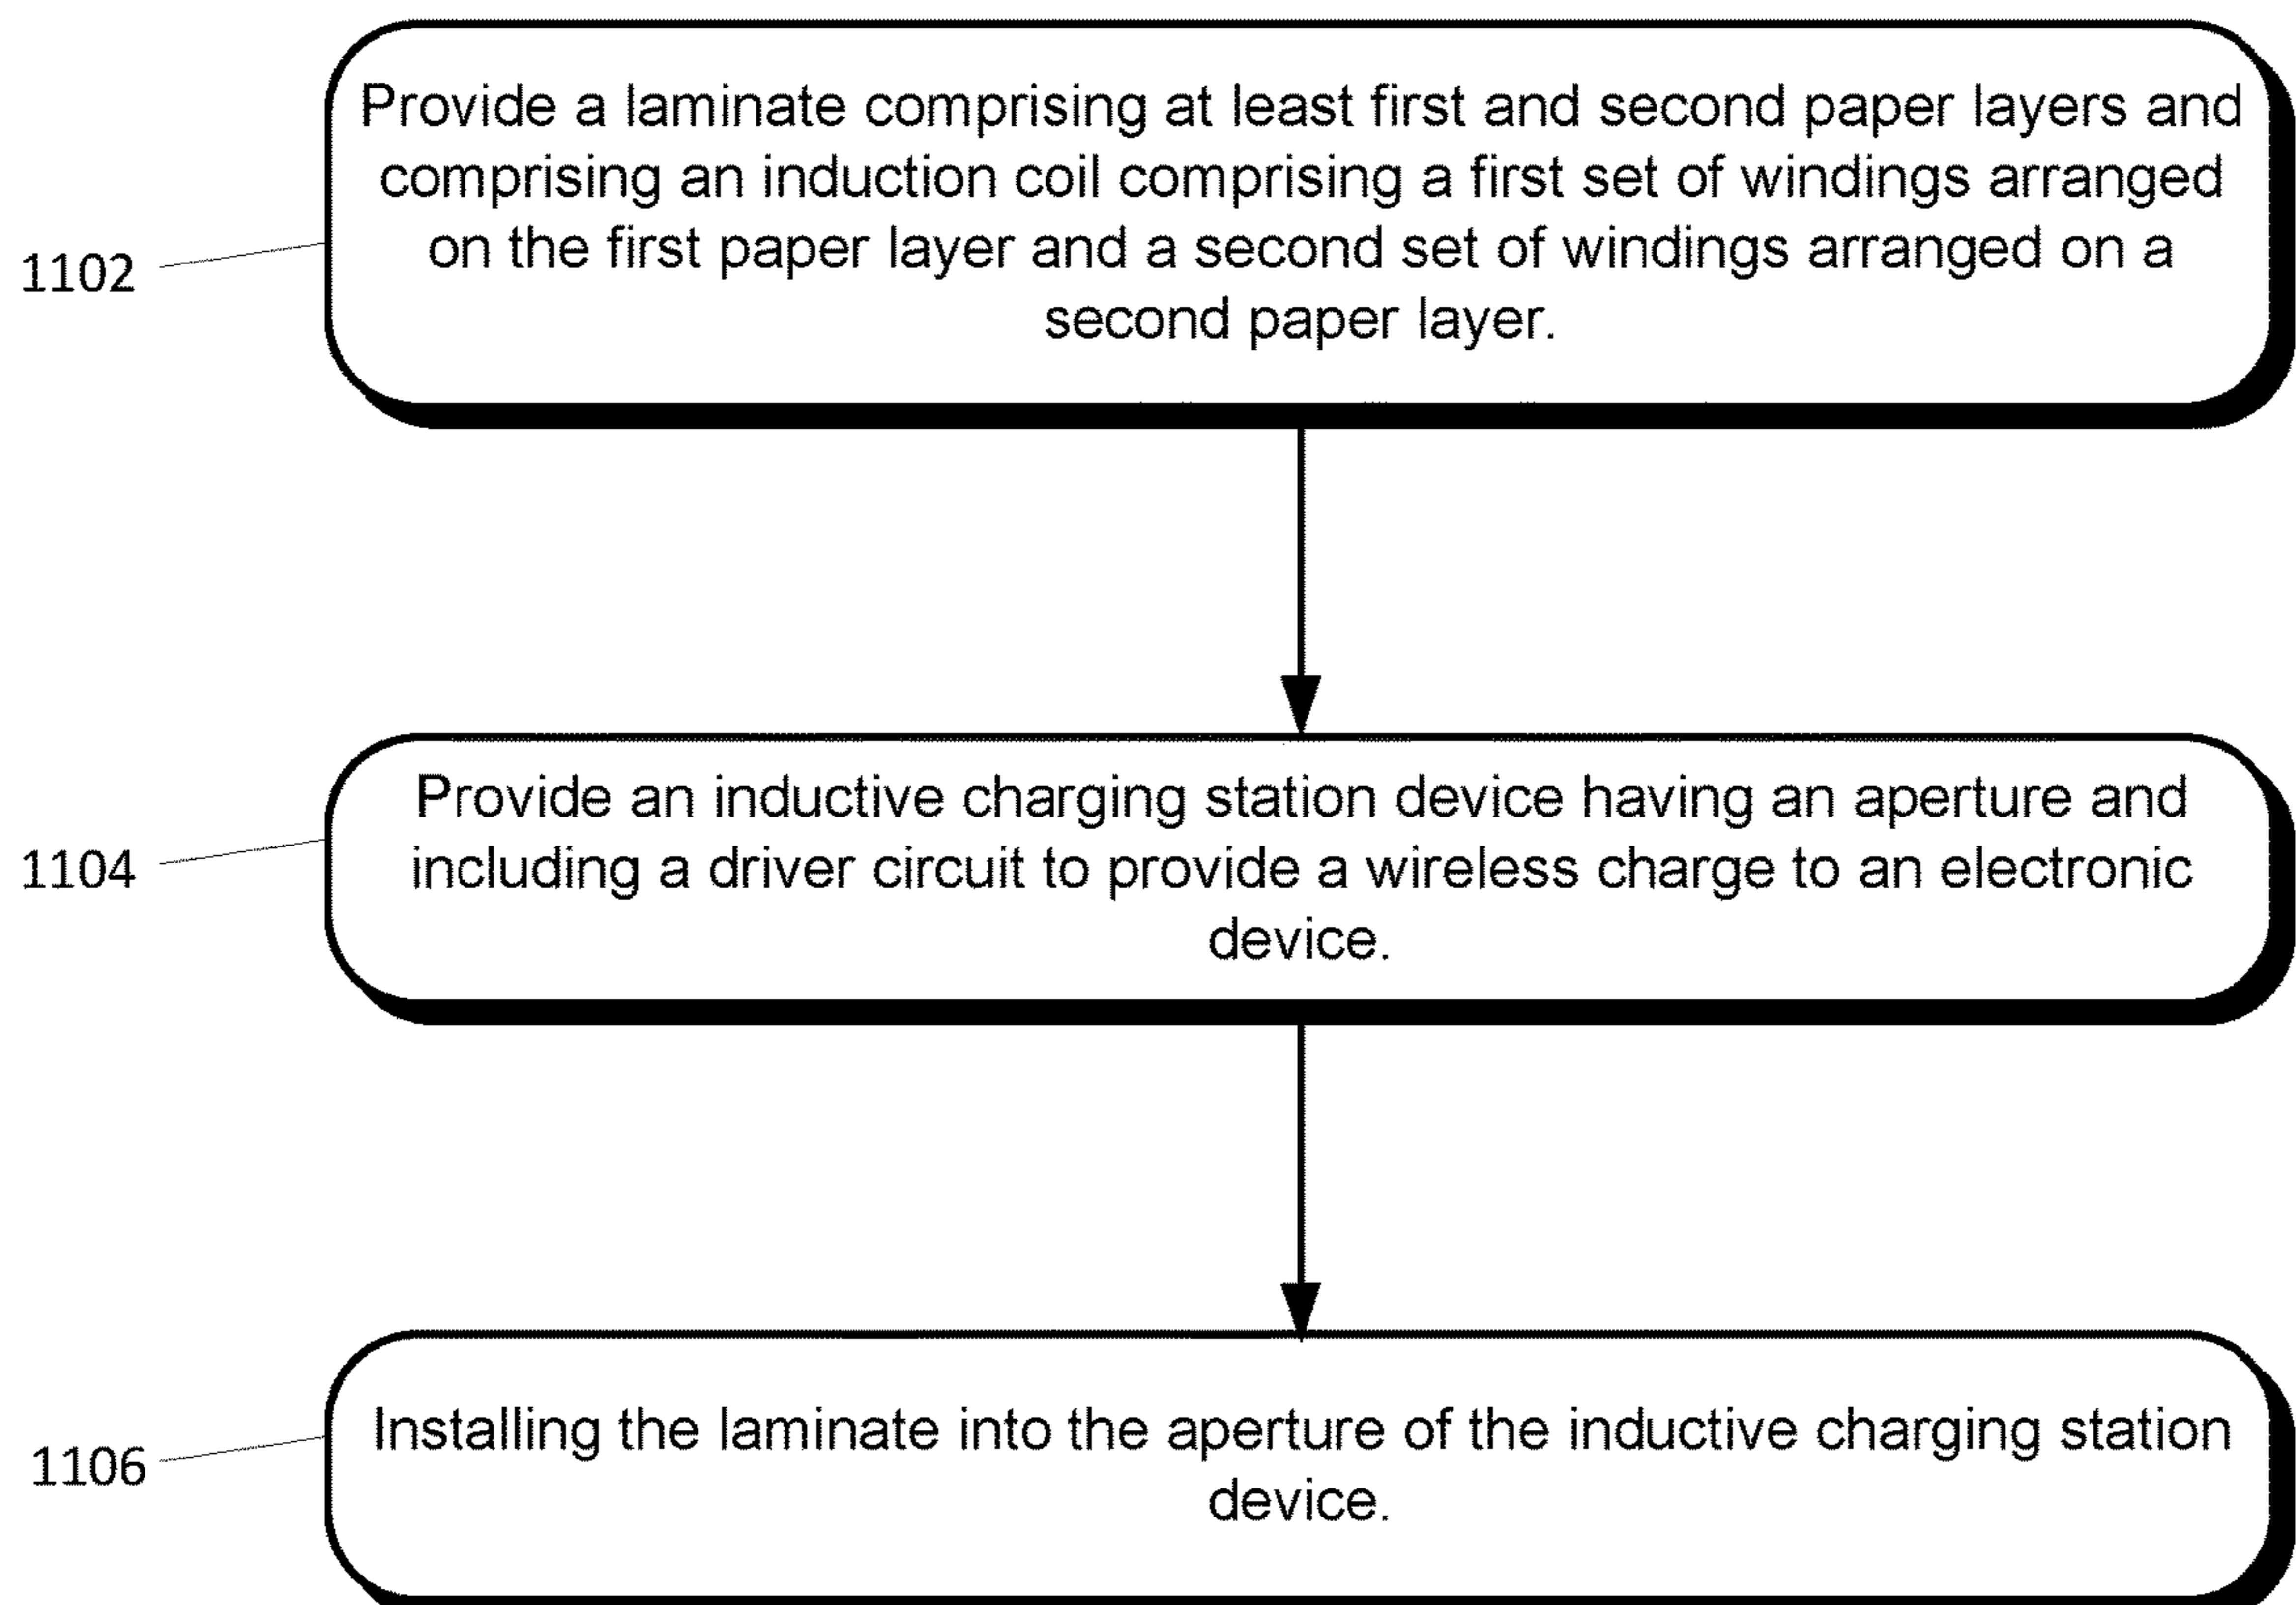 Provide a laminate comprising at least first and second paper layers and
comprising an induction coil comprising a first set of windings arranged
on the first paper layer and a second set of windings arranged on a
second paper layer.
1102
Provide an inductive charging station device having an aperture and
including a driver circuit to provide a wireless charge to an electronic
device.
1104
Installing the laminate into the aperture of the inductive charging station
device.
1106